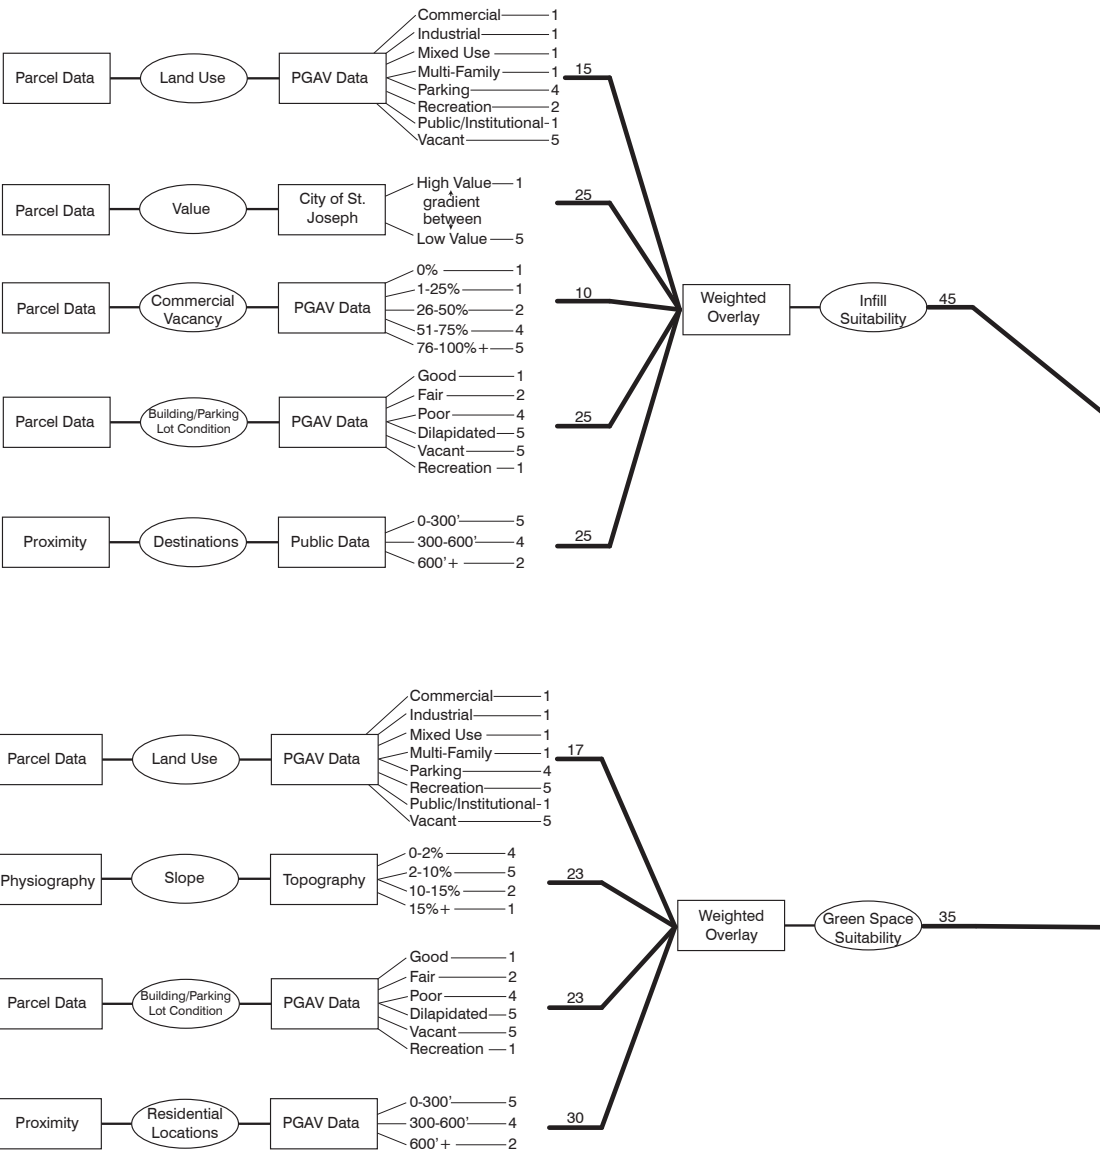 Parcel Data
Land Use
PGAV Data
Commercial 1
Industrial 1
Mixed Use 1
Multi-Family 1
Parking 4
Recreation 2
Public/Institutional 1
Vacant 5
15
Parcel Data
Value
City of St.
Joseph
High Value 1
gradient
between
Low Value 5
25
Parcel Data
Commercial
Vacancy
PGAV Data
0% 1
1-25% 1
26-50% 2
51-75% 4
76-100%+ 5
10
Parcel Data
Building/Parking
Lot Condition
PGAV Data
Good 1
Fair 2
Poor 4
Dilapidated 5
Vacant 5
Recreation 1
25
Proximity
Destinations
Public Data
0-300' 5
300-600' 4
600'+ 2
25
Weighted
Overlay
Infill
Suitability
45
Parcel Data
Land Use
PGAV Data
Commercial 1
Industrial 1
Mixed Use 1
Multi-Family 1
Parking 4
Recreation 5
Public/Institutional 1
Vacant 5
17
Physiography
Slope
Topography
0-2% 4
2-10% 5
10-15% 2
15%+ 1
23
Parcel Data
Building/Parking
Lot Condition
PGAV Data
Good 1
Fair 2
Poor 4
Dilapidated 5
Vacant 5
Recreation 1
23
Proximity
Residential
Locations
PGAV Data
0-300' 5
300-600' 4
600'+ 2
30
Weighted
Overlay
Green Space
Suitability
35